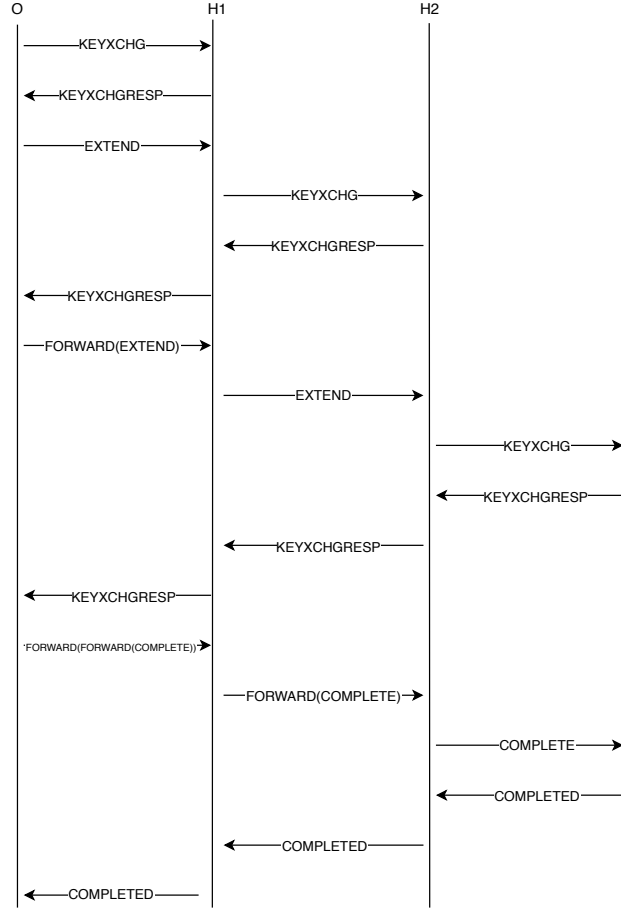 O H1 H2
KEYXCHG
KEYXCHGRESP
EXTEND
KEYXCHG
KEYXCHGRESP
KEYXCHGRESP
FORWARD(EXTEND)
EXTEND
KEYXCHG
KEYXCHGRESP
KEYXCHGRESP
KEYXCHGRESP
FORWARD(FORWARD(COMPLETE))
FORWARD(COMPLETE)
COMPLETE
COMPLETED
COMPLETED
COMPLETED